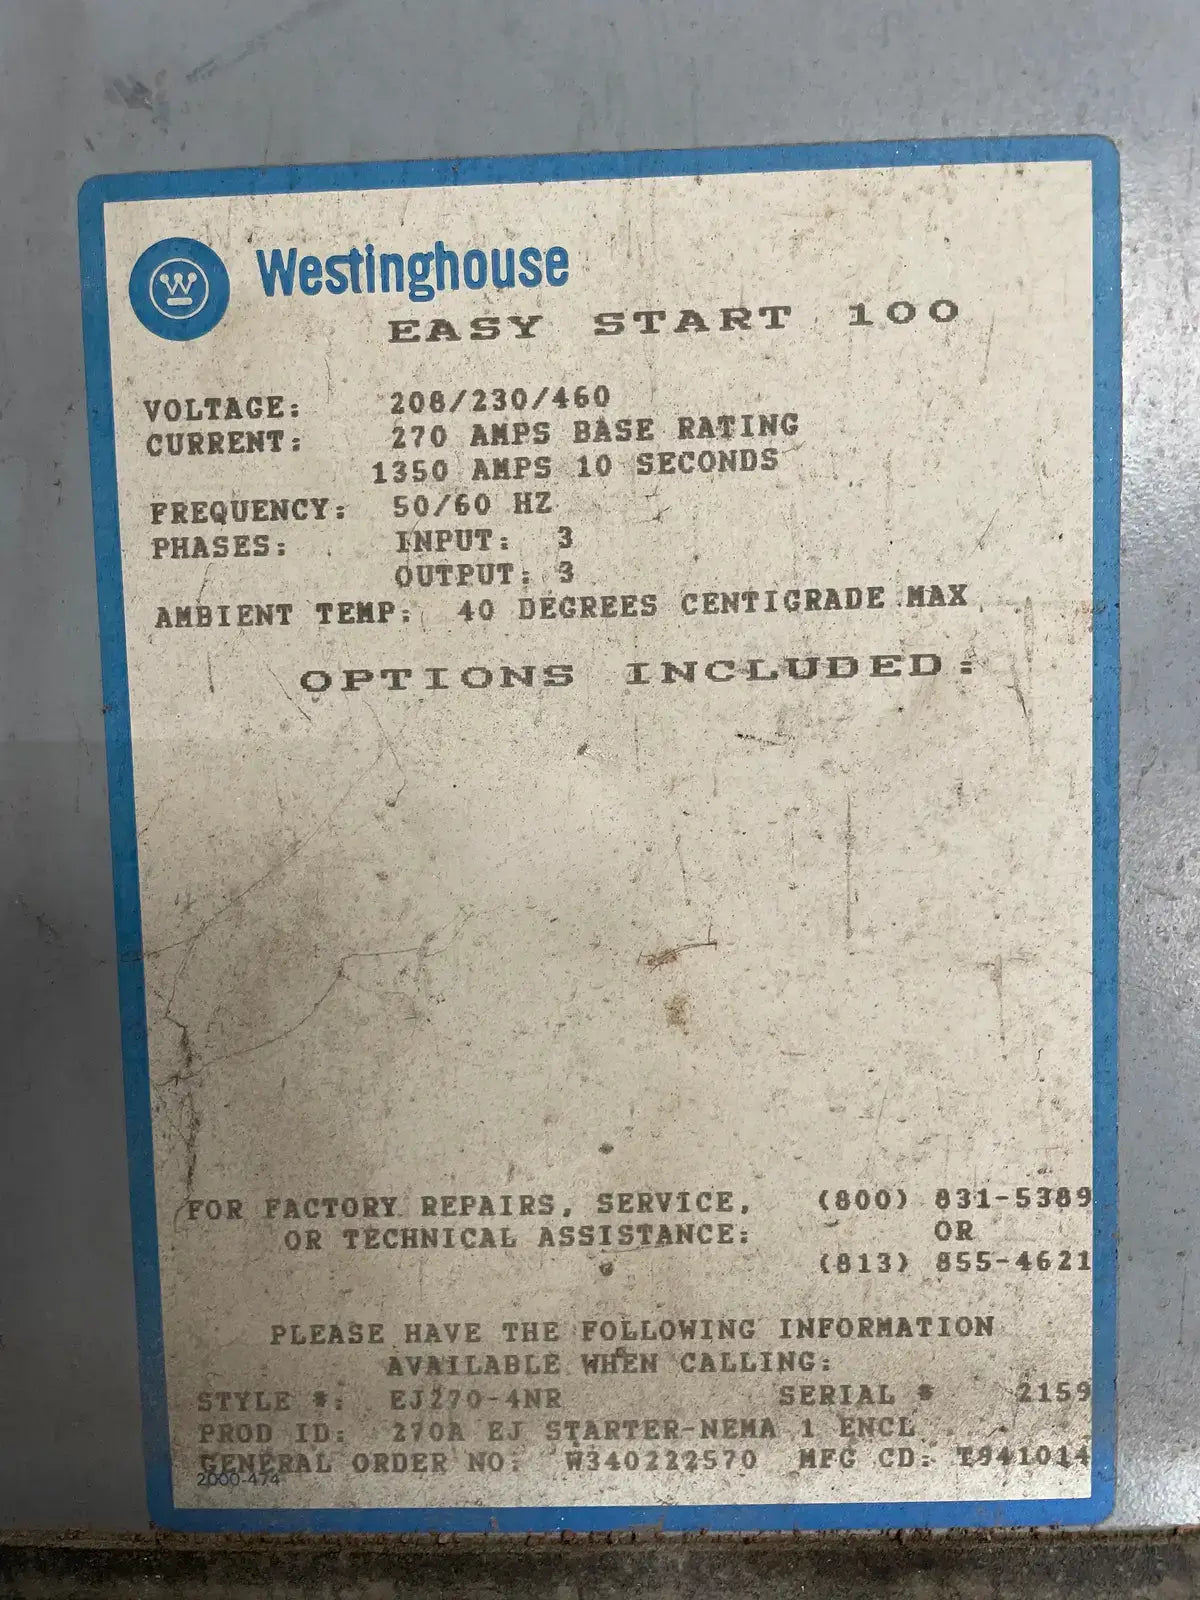 W
Westinghouse
EASY START 100
VOLTAGE: 208/230/460
CURRENT: 270 AMPS BASE RATING
1350 AMPS 10 SECONDS
FREQUENCY: 50/60 HZ
PHASES: INPUT: 3
OUTPUT: 3
AMBIENT TEMP: 40 DEGREES CENTIGRADE MAX
OPTIONS INCLUDED:
FOR FACTORY REPAIRS, SERVICE, (800) 831-5389
OR TECHNICAL ASSISTANCE: OR
(813) 855-4621
PLEASE HAVE THE FOLLOWING INFORMATION
AVAILABLE WHEN CALLING:
STYLE #: EJ270-4NR SERIAL # 2159
PROD ID: 270A EJ STARTER-NEMA 1 ENCL
GENERAL ORDER NO: W340222570 MFG CD: T941014
2000-474